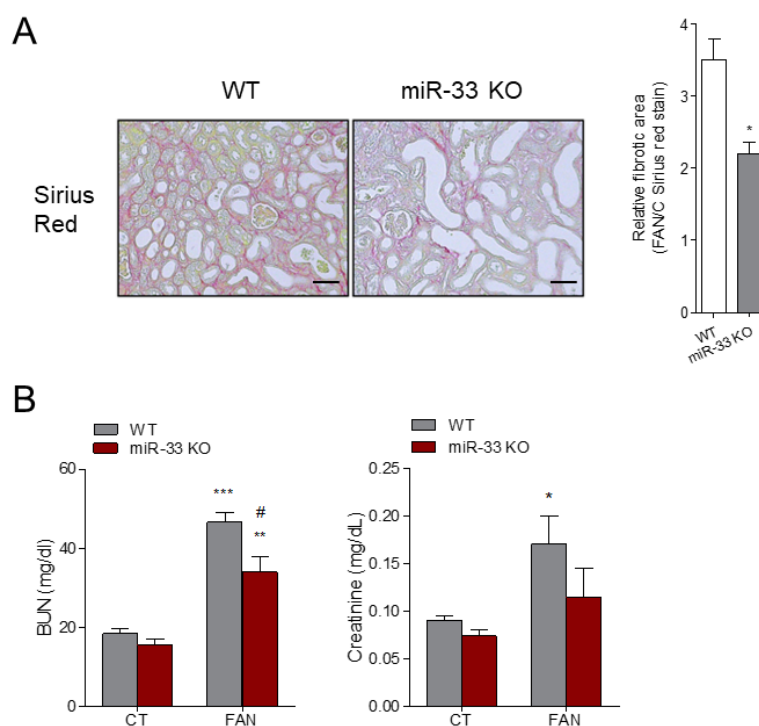 A
WT
miR-33 KO
Sirius
Red
Relative fibrotic area
(FAN/C Sirius red stain)
4
3
2
1
0
*
WT
miR-33 KO
B
WT
miR-33 KO
BUN (mg/dl)
60
40
20
0
***
#
**
CT
FAN
WT
miR-33 KO
Creatinine (mg/dL)
0.25
0.20
0.15
0.10
0.05
0.00
*
CT
FAN